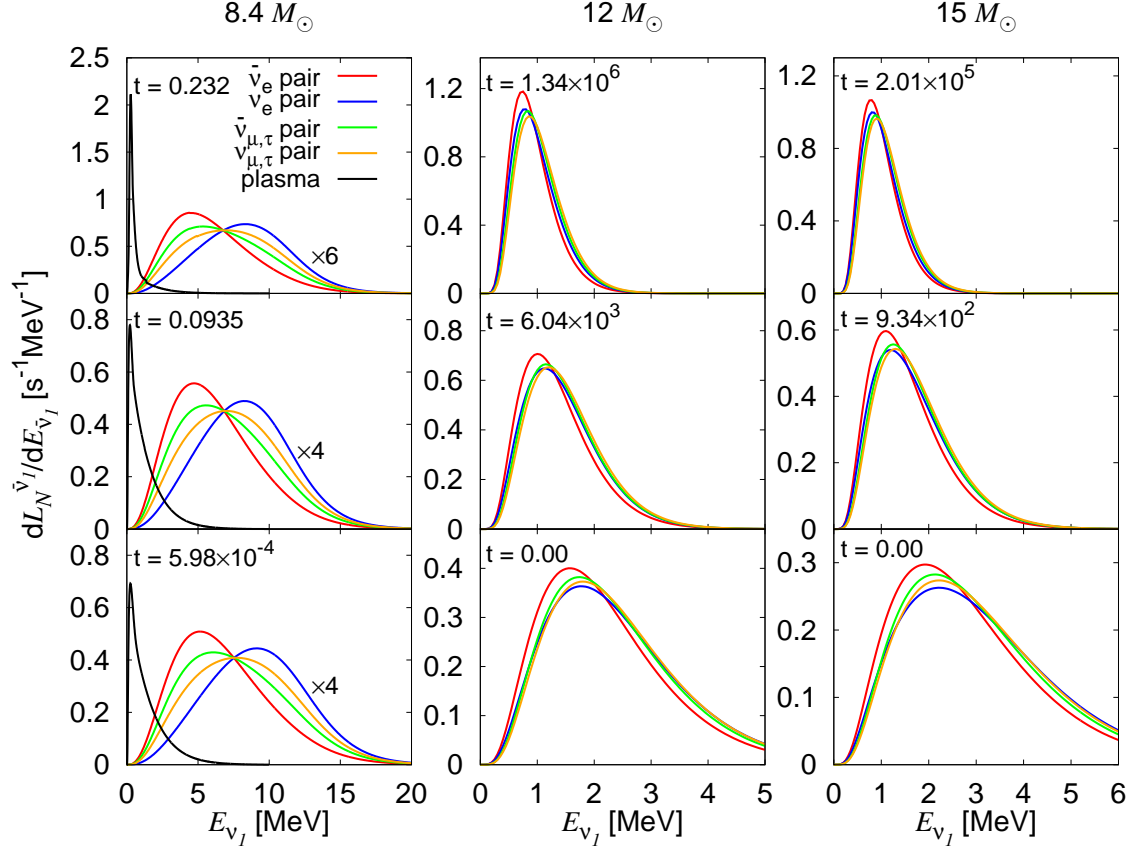 8.4 M☉ 12 M☉ 15 M☉
dL_N^ν̄₁/dE_ν̄₁ [s⁻¹MeV⁻¹]
2.5
2
1.5
1
0.5
0
t = 0.232
ν̄e pair
νe pair
ν̄μ,τ pair
νμ,τ pair
plasma
×6
1.2
0.8
0.4
0
t = 1.34×10⁶
1.2
0.8
0.4
0
t = 2.01×10⁵
0.8
0.6
0.4
0.2
0
t = 0.0935
×4
0.8
0.6
0.4
0.2
0
t = 6.04×10³
0.6
0.4
0.2
0
t = 9.34×10²
0.8
0.6
0.4
0.2
0
t = 5.98×10⁻⁴
×4
0.4
0.3
0.2
0.1
0
t = 0.00
0.3
0.2
0.1
0
t = 0.00
0 5 10 15 20
0 1 2 3 4 5
0 1 2 3 4 5 6
E_ν₁ [MeV] E_ν₁ [MeV] E_ν₁ [MeV]